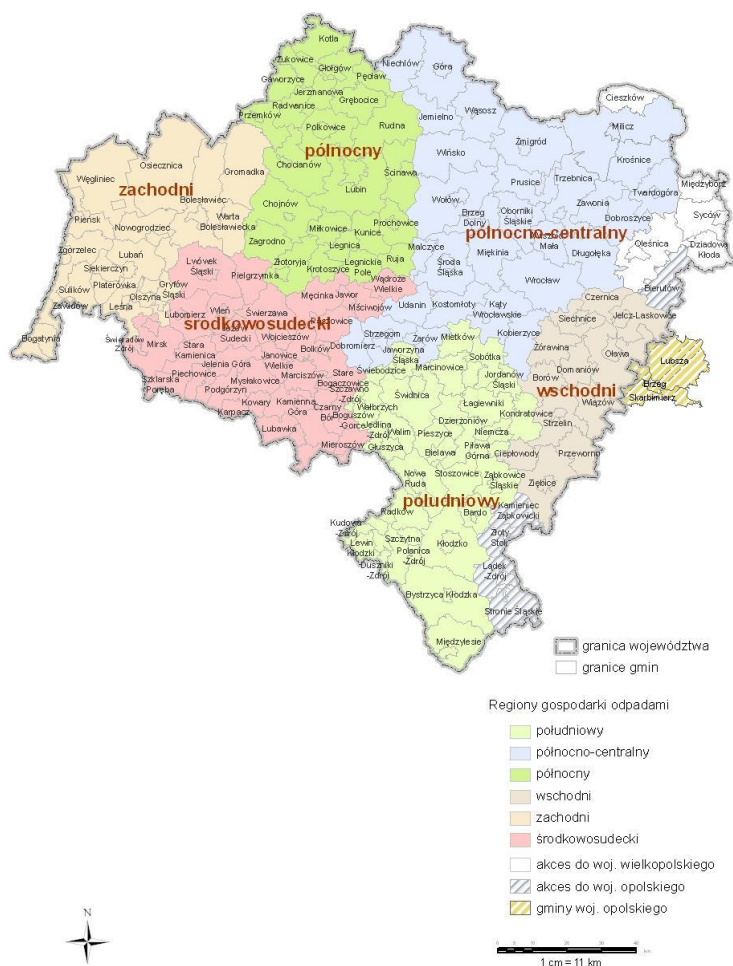 Kotla
Żukowice
Głogów
Niechlów
Góra
Pęcław
Gaworzyce
Jerzmanowa
Grębocice
Radwanice
Przemków
Cieszków
Wąsosz
Jemielno
Milicz
Polkowice
Rudna
Żmigród
północny
Wińsko
Krośnice
Osiecznica
Gromadka
Chocianów
Ścinawa
Węgliniec
zachodni
Lubin
Prusice
Trzebnica
Twardogóra
Międzybórz
Pieńsk
Bolesławiec
Chojnów
Wołów
Brzeg Dolny
Oborniki Śląskie
Zawonia
Dobroszyce
Syców
Nowogrodziec
Warta Bolesławiecka
Prochowice
północno-centralny
Dziadowa Kłoda
Zgorzelec
Lubań
Zagrodno
Miłkowice
Kunice
Legnica
Malczyce
Miękinia
Mała
Długołęka
Oleśnica
Siekierczyn
Złotoryja
Krotoszyce
Legnickie Pole
Ruja
Środa Śląska
Wrocław
Bierutów
Sulików
Platerówka
Lwówek Śląski
Pielgrzymka
Wądroże Wielkie
Zawidów
Leśna
Olszyna
Gryfów Śląski
Męcinka
Jawor
Mściwojów
Udanin
Kostomłoty
Kąty Wrocławskie
Czernica
Siechnice
Jelcz-Laskowice
Bogatynia
Lubomierz
Wleń
Świerzawa
środkowosudecki
Strzegom
Żarów
Kobierzyce
Żórawina
Oława
Lubsza
Świeradów Zdrój
Mirsk
Stara Kamienica
Sudecki
Wojcieszów
Bolków
Dobromierz
Jaworzyna Śląska
Mietków
Sobótka
Domaniów
Brzeg
Świebodzice
Marcinowice
Jordanów Śląski
Borów
wschodni
Skarbimierz
Piechowice
Jelenia Góra
Janowice Wielkie
Marciszów
Stare Bogaczowice
Wiązów
Szklarska Poręba
Mysłakowice
Podgórzyn
Szczawno -Zdrój
Świdnica
Łagiewniki
Kondratowice
Strzelin
Karpacz
Kowary
Kamienna Góra
Czarny Bór
Boguszów -Gorce
Wałbrzych
Jedlina -Zdrój
Walim
Dzierżoniów
Pieszyce
Niemcza
Lubawka
Mieroszów
Głuszyca
Bielawa
Piława Górna
Ciepłowody
Przeworno
Nowa Ruda
Stoszowice
Ząbkowice Śląskie
Ziębice
południowy
Radków
Bardo
Kamieniec Ząbkowicki
Kudowa -Zdrój
Lewin Kłodzki
Szczytna
Polanica -Zdrój
Kłodzko
Złoty Stok
Duszniki -Zdrój
Lądek -Zdrój
Bystrzyca Kłodzka
Stronie Śląskie
Międzylesie
granica województwa
granice gmin
Regiony gospodarki odpadami
południowy
północno-centralny
północny
wschodni
zachodni
środkowosudecki
akces do woj. wielkopolskiego
akces do woj. opolskiego
gminy woj. opolskiego
N
1 cm = 11 km